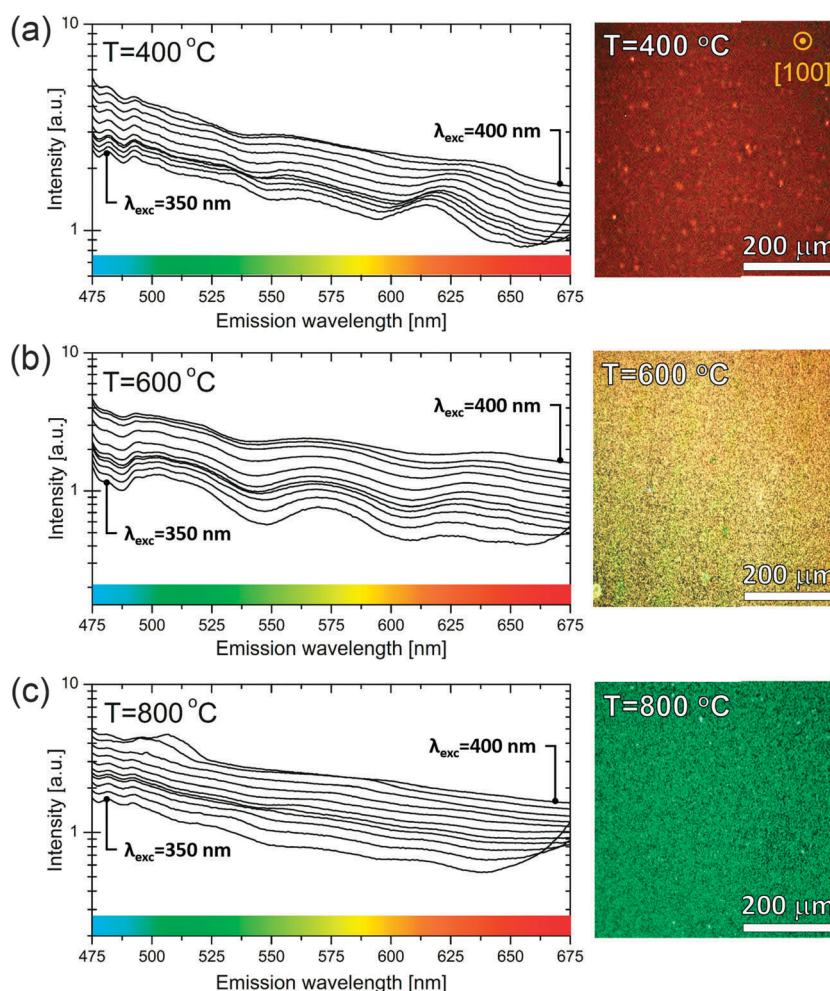 (a)
10
1
Intensity [a.u.]
T=400 °C
λexc=400 nm
λexc=350 nm
475 500 525 550 575 600 625 650 675
Emission wavelength [nm]
T=400 °C
[100]
200 μm
(b)
10
1
Intensity [a.u.]
T=600 °C
λexc=400 nm
λexc=350 nm
475 500 525 550 575 600 625 650 675
Emission wavelength [nm]
T=600 °C
200 μm
(c)
10
1
Intensity [a.u.]
T=800 °C
λexc=400 nm
λexc=350 nm
475 500 525 550 575 600 625 650 675
Emission wavelength [nm]
T=800 °C
200 μm